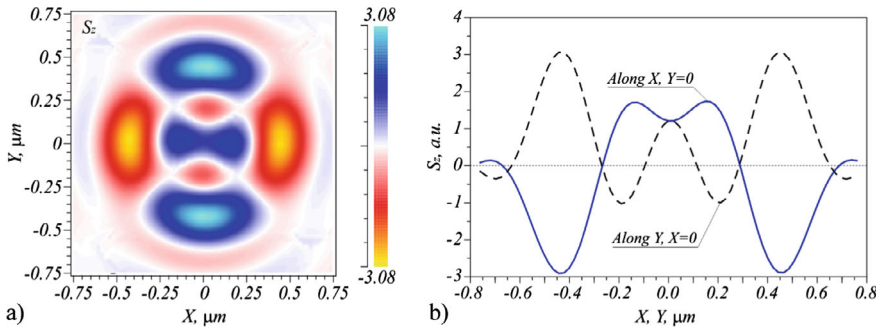 S_z
3.08
-3.08
0.75
0.5
0.25
0
-0.25
-0.5
-0.75
Y, μm
-0.75 -0.5 -0.25 0 0.25 0.5 0.75
X, μm
a)
4
3
2
1
0
-1
-2
3
S_z, a.u.
Along X, Y=0
Along Y, X=0
-0.8 -0.6 -0.4 -0.2 0.0 0.2 0.4 0.6 0.8
X, Y, μm
b)